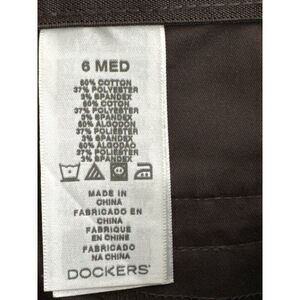 6 MED
60% COTTON
37% POLYESTER
3% SPANDEX
60% COTON
37% POLYESTER
3% SPANDEX
60% ALGODON
37% POLIESTER
3% SPANDEX
60% ALGODAO
37% POLIESTER
3% SPANDEX
MADE IN
CHINA
FABRICADO EN
CHINA
FABRIQUE
EN CHINE
FABRICADO
NA CHINA
DOCKERS®